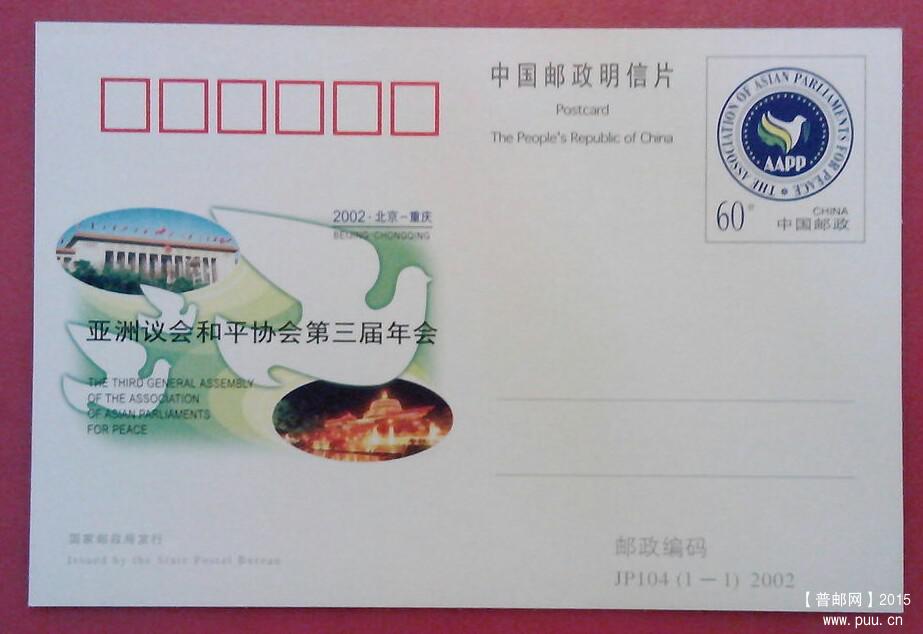 中国邮政明信片
Postcard
The People's Republic of China
THE ASSOCIATION OF ASIAN PARLIAMENTS FOR PEACE
AAPP
60分
CHINA
中国邮政
2002·北京－重庆
BEIJING-CHONGQING
亚洲议会和平协会第三届年会
THE THIRD GENERAL ASSEMBLY
OF THE ASSOCIATION
OF ASIAN PARLIAMENTS
FOR PEACE
国家邮政局发行
Issued by the State Postal Bureau
邮政编码
JP104 (1－1) 2002
【普邮网】2015
www.puu.cn